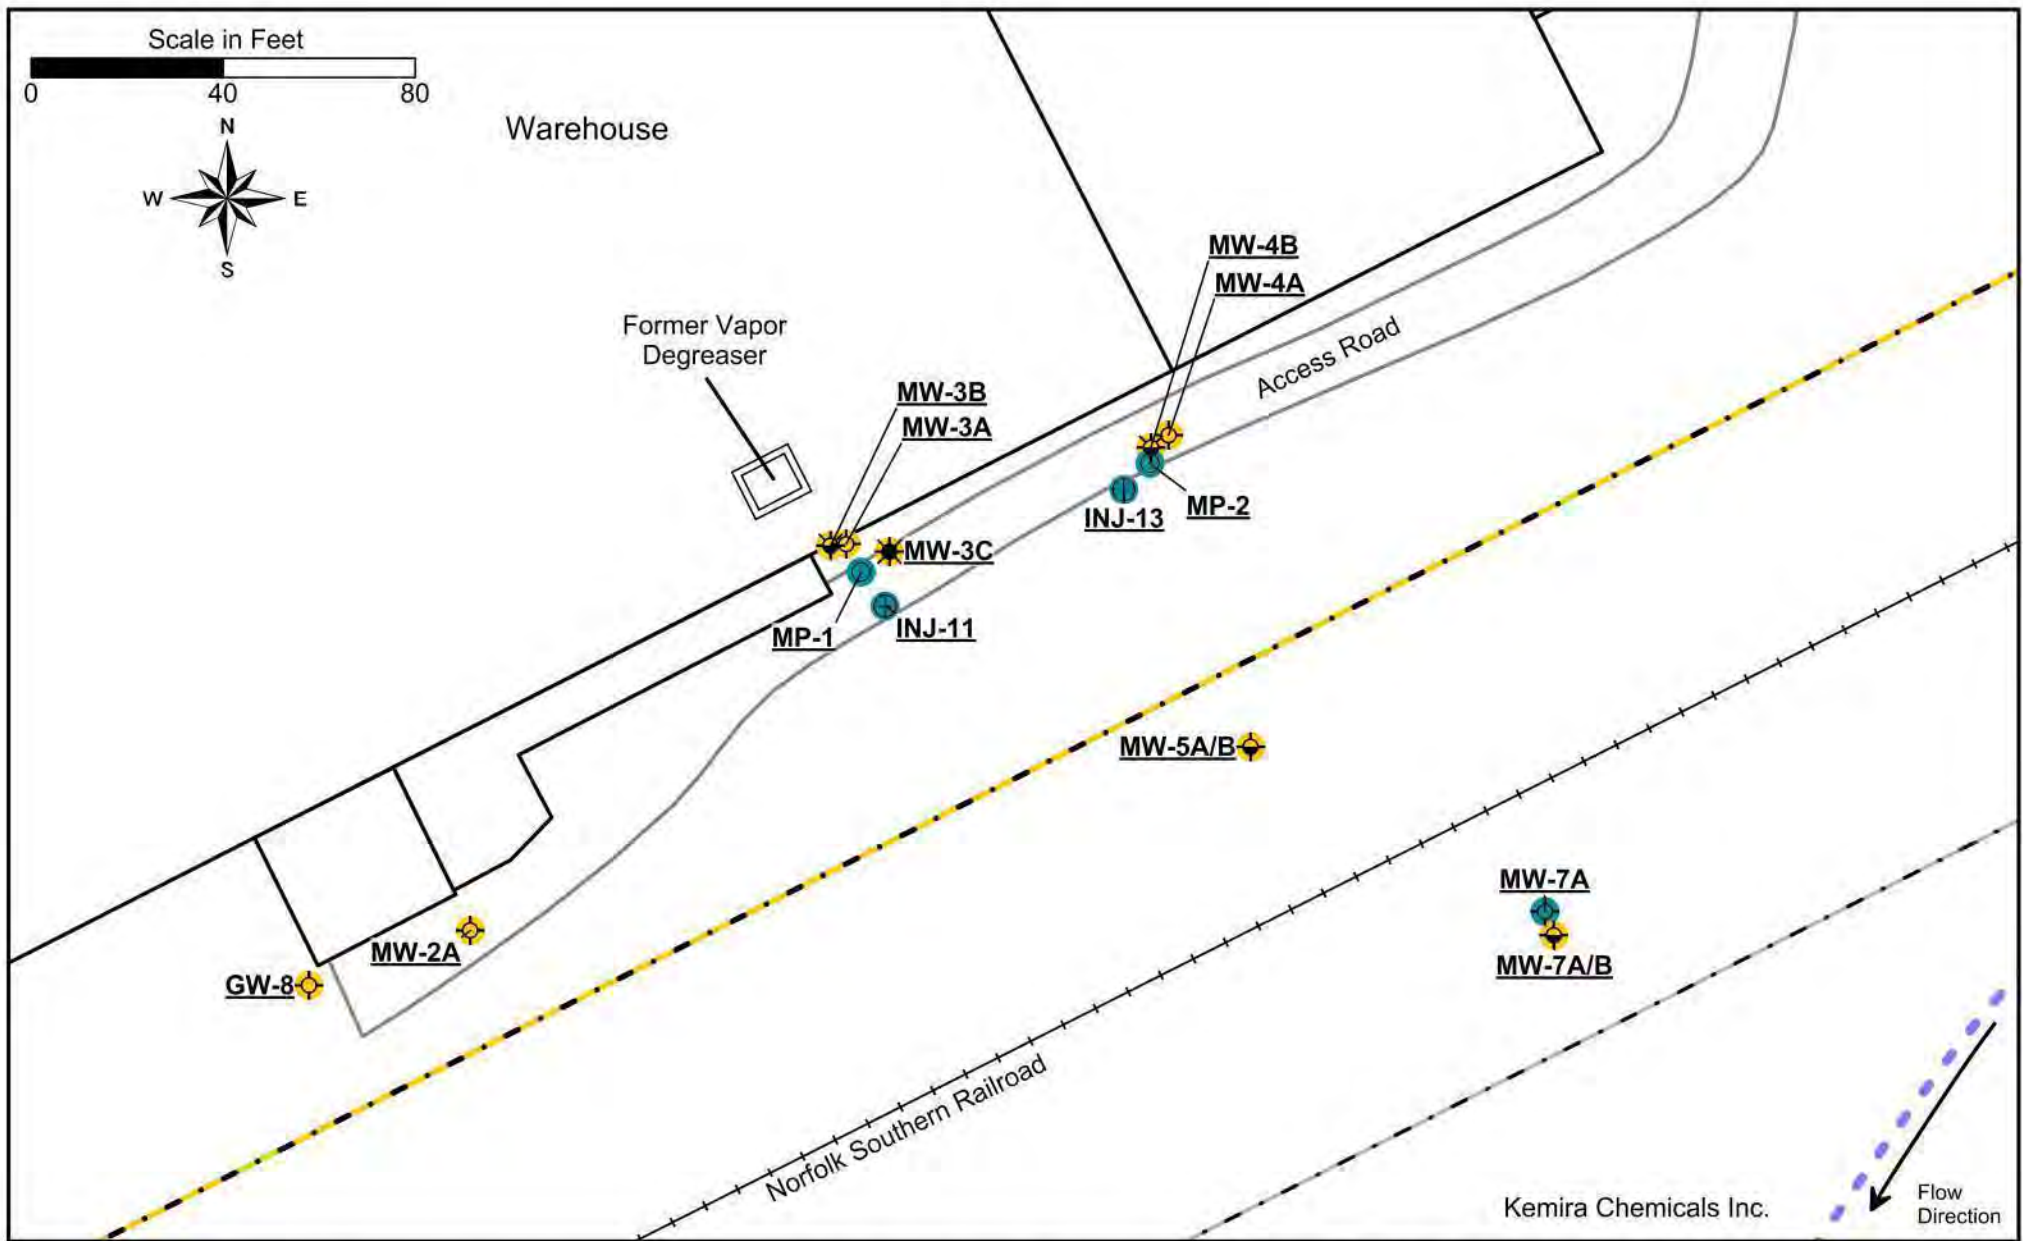 Scale in Feet
0 40 80
N
W E
S
Warehouse
MW-4B
MW-4A
Former Vapor
Degreaser
Access Road
MW-3B
MW-3A
MW-3C
INJ-13
MP-2
MP-1
INJ-11
MW-5A/B
MW-7A
MW-7A/B
MW-2A
GW-8
Norfolk Southern Railroad
Kemira Chemicals Inc.
Flow
Direction